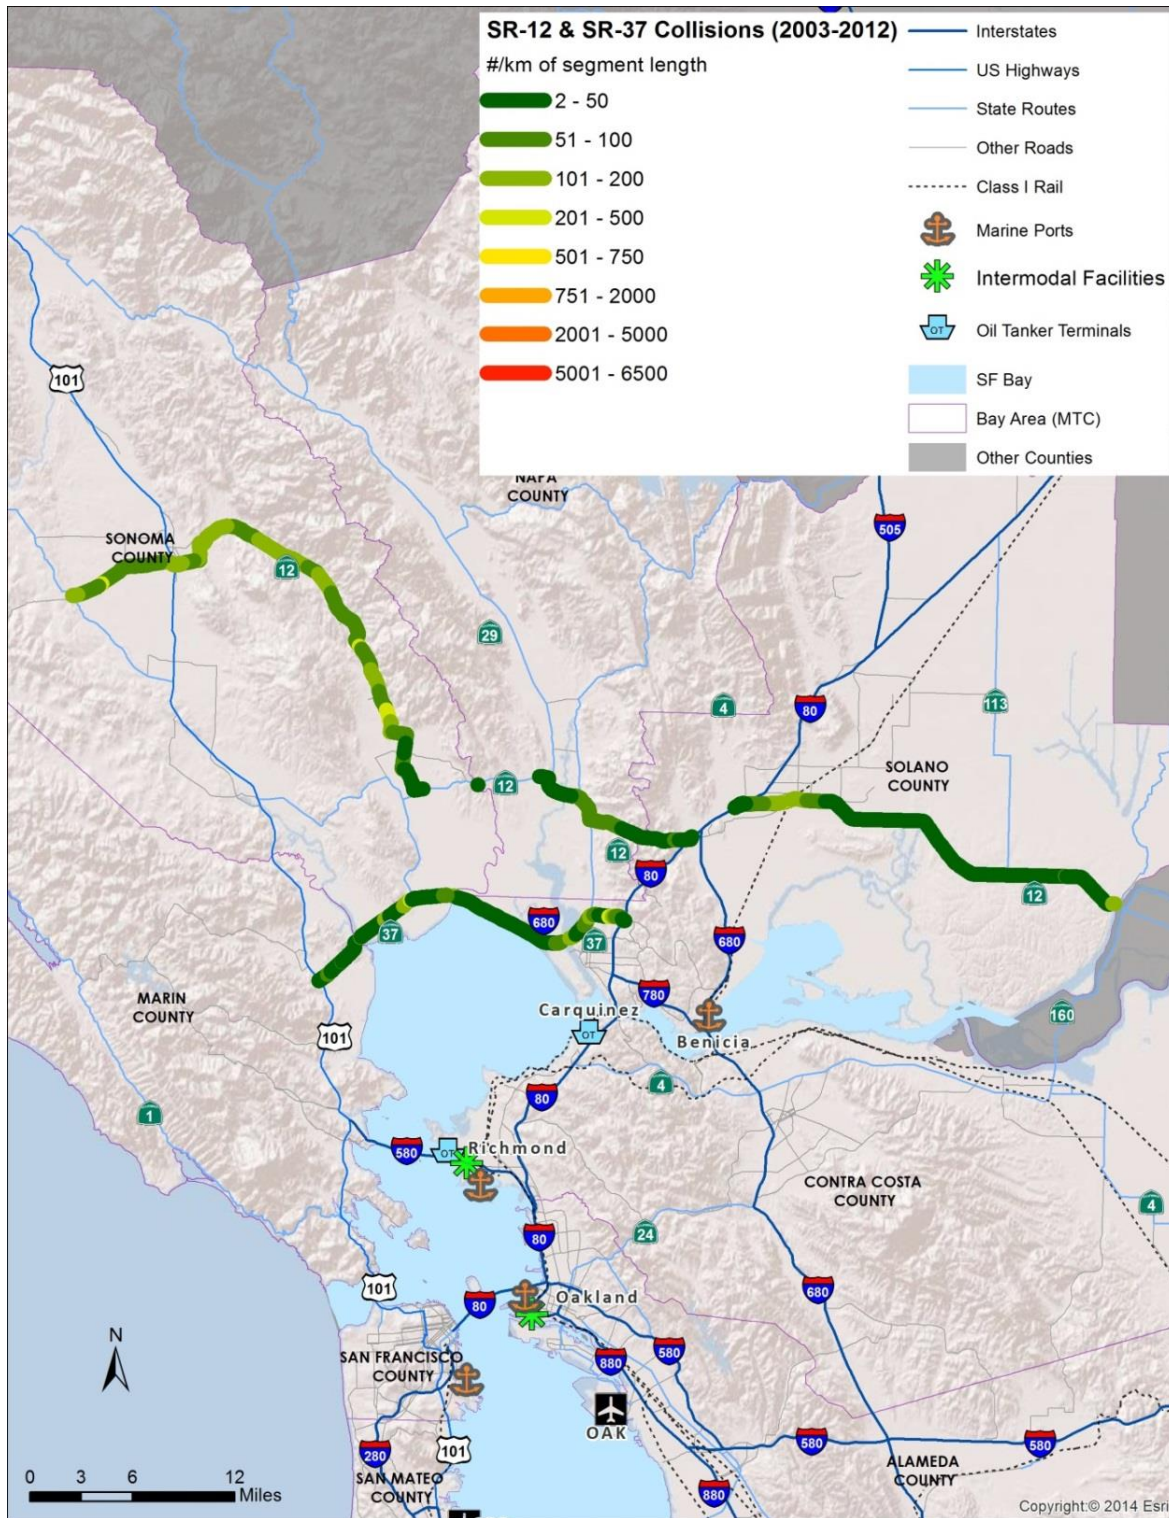 SR-12 & SR-37 Collisions (2003-2012)
#/km of segment length
2 - 50
51 - 100
101 - 200
201 - 500
501 - 750
751 - 2000
2001 - 5000
5001 - 6500
Interstates
US Highways
State Routes
Other Roads
Class I Rail
Marine Ports
Intermodal Facilities
OT
Oil Tanker Terminals
SF Bay
Bay Area (MTC)
Other Counties
101
NAPA
COUNTY
505
SONOMA
COUNTY
12
29
4
80
113
SOLANO
COUNTY
12
12
80
12
37
680
37
680
780
MARIN
COUNTY
101
Carquinez
OT
Benicia
160
4
80
1
580
OT
Richmond
CONTRA COSTA
COUNTY
4
24
80
101
80
Oakland
680
N
SAN FRANCISCO
COUNTY
580
880
OAK
280
101
580
580
ALAMEDA
COUNTY
SAN MATEO
COUNTY
880
0 3 6 12
Miles
Copyright:© 2014 Esri